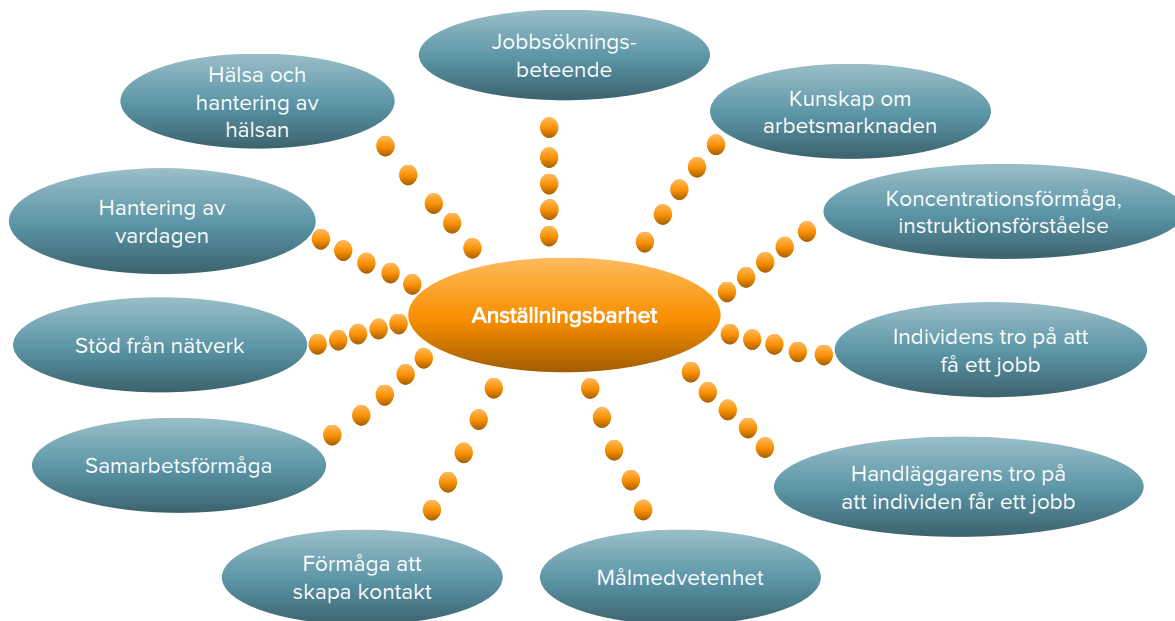 Jobbsöknings-
beteende
Hälsa och
hantering av
hälsan
Kunskap om
arbetsmarknaden
Hantering av
vardagen
Koncentrationsförmåga,
instruktionsförståelse
Anställningsbarhet
Stöd från nätverk
Individens tro på att
få ett jobb
Samarbetsförmåga
Handläggarens tro på
att individen får ett jobb
Förmåga att
skapa kontakt
Målmedvetenhet